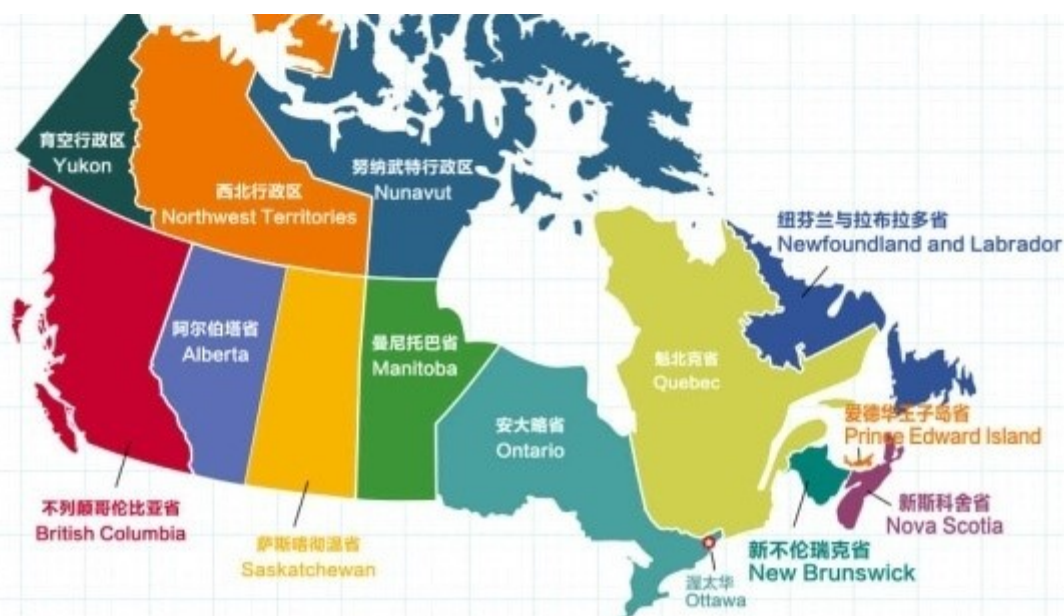 育空行政区
Yukon
西北行政区
Northwest Territories
努纳武特行政区
Nunavut
纽芬兰与拉布拉多省
Newfoundland and Labrador
阿尔伯塔省
Alberta
曼尼托巴省
Manitoba
魁北克省
Quebec
爱德华王子岛省
Prince Edward Island
安大略省
Ontario
不列颠哥伦比亚省
British Columbia
萨斯喀彻温省
Saskatchewan
新斯科舍省
Nova Scotia
新不伦瑞克省
New Brunswick
渥太华
Ottawa